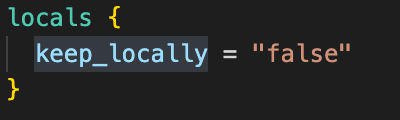 locals {
  keep_locally = "false"
}